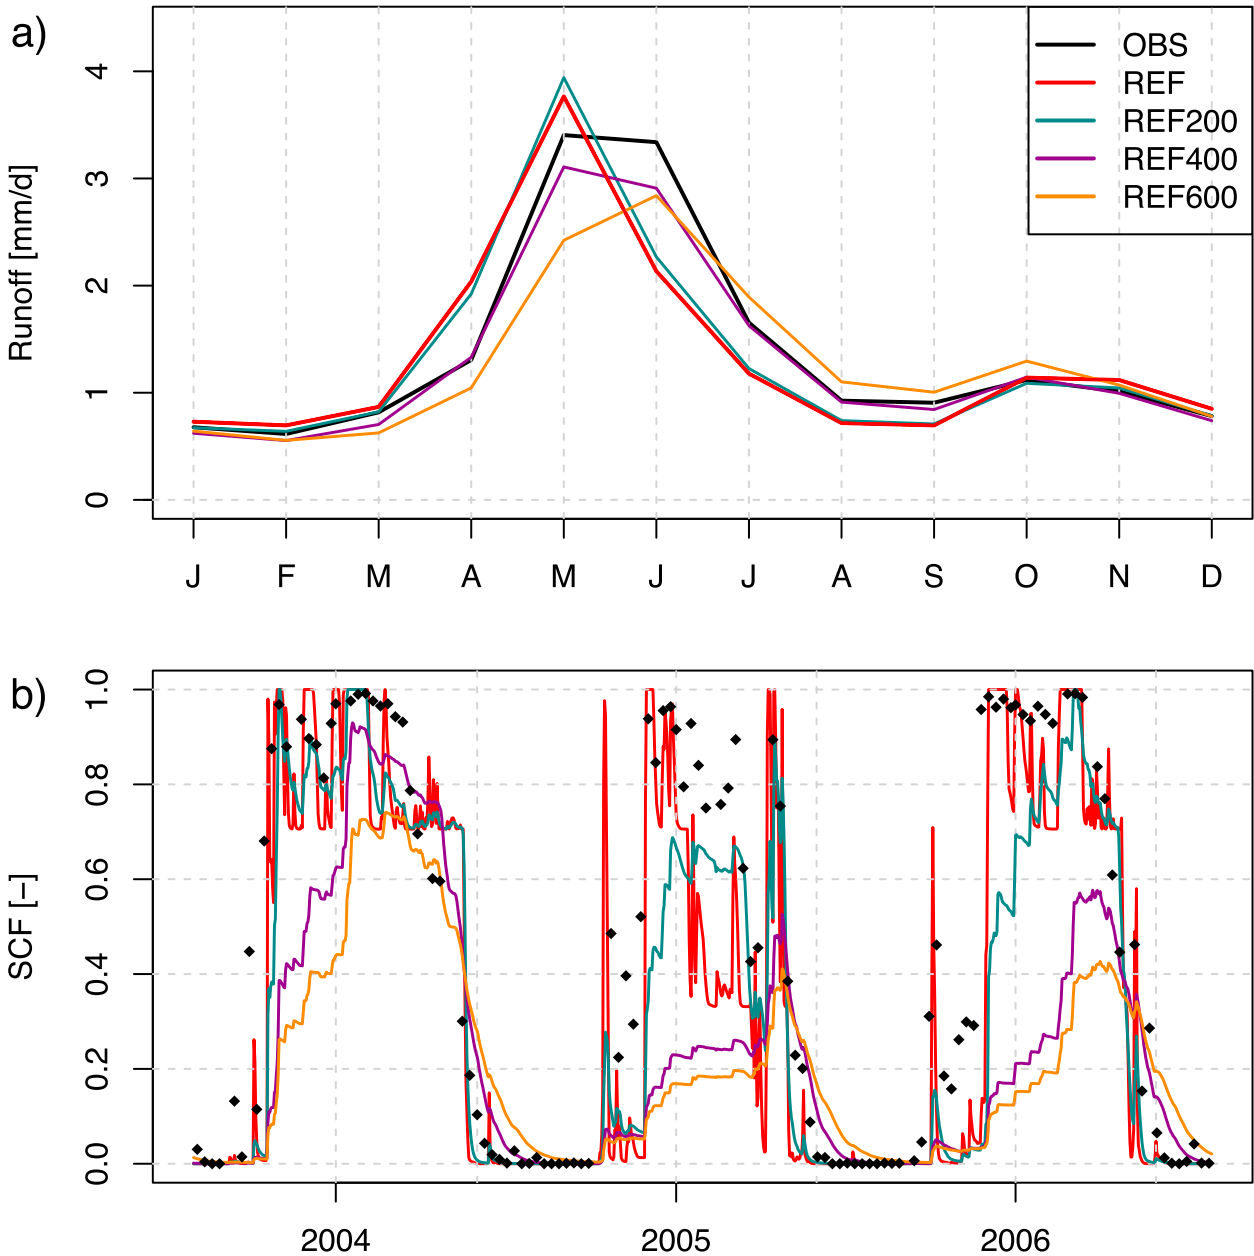 a)
Runoff [mm/d]
4
3
2
1
0
OBS
REF
REF200
REF400
REF600
J F M A M J J A S O N D
b)
SCF [–]
1.0
0.8
0.6
0.4
0.2
0.0
2004 2005 2006